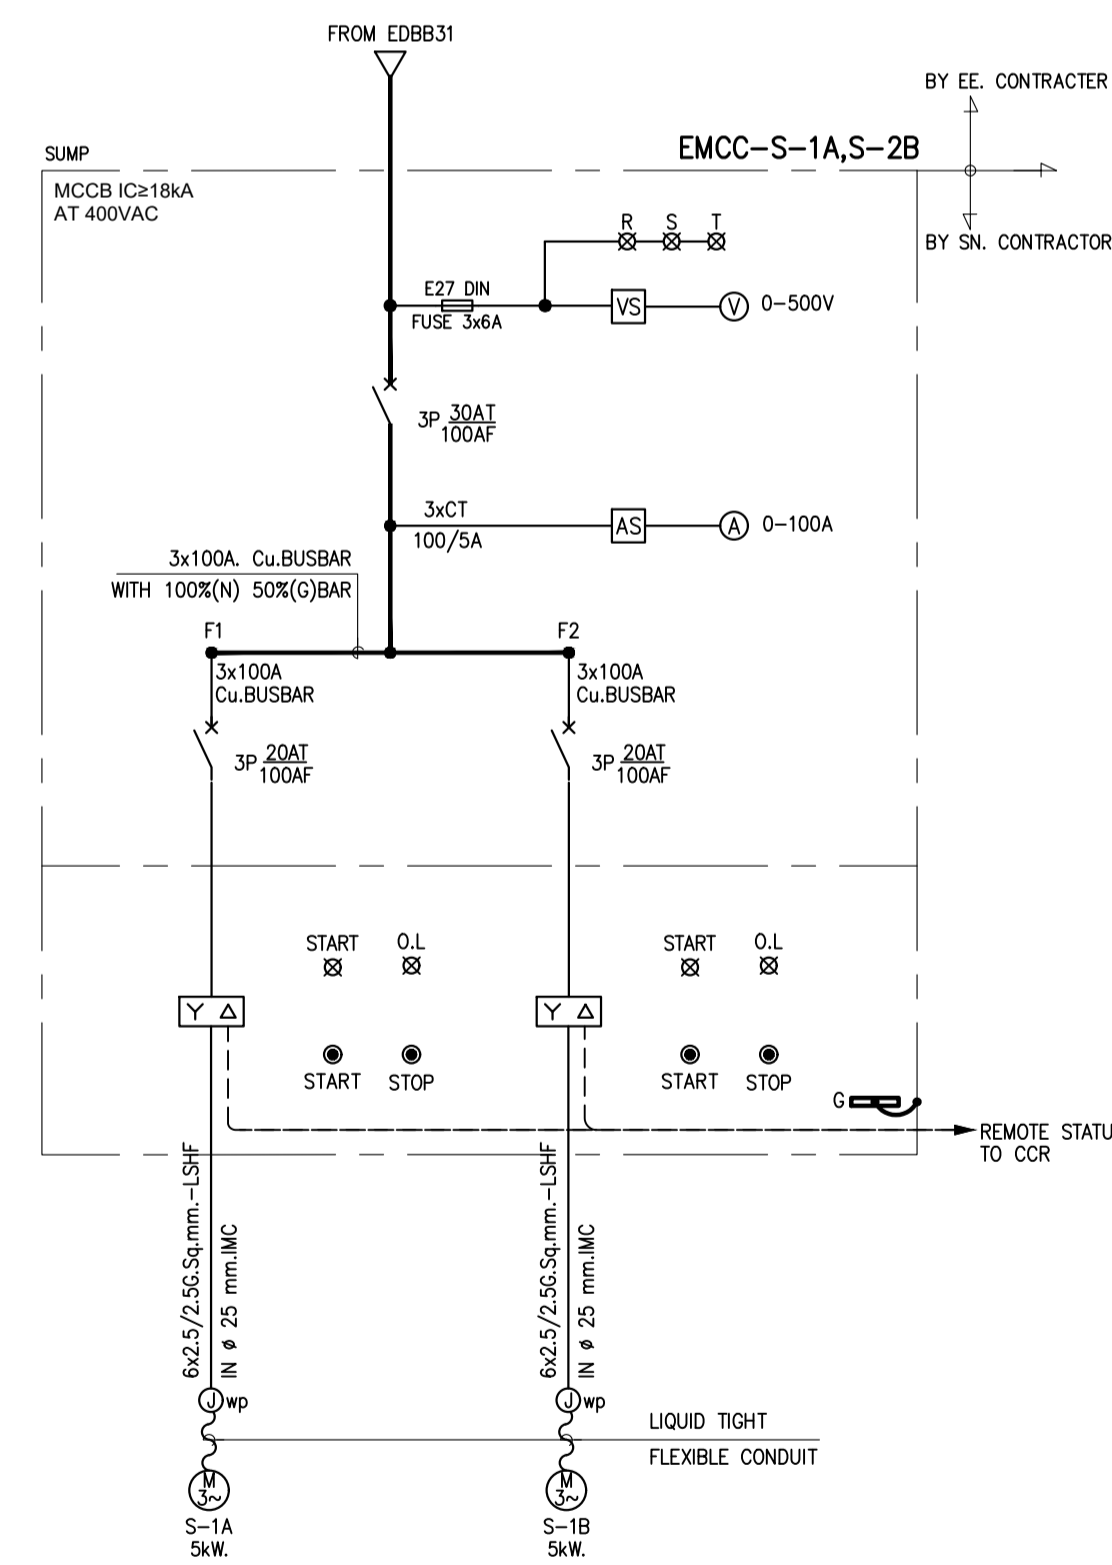 FROM EDBB31
BY EE. CONTRACTER
EMCC-S-1A,S-2B
SUMP
MCCB IC≥18kA
AT 400VAC
BY SN. CONTRACTOR
R S T
E27 DIN
FUSE 3x6A
VS
V
0-500V
3P 30AT
100AF
3xCT
100/5A
AS
A
0-100A
3x100A. Cu.BUSBAR
WITH 100%(N) 50%(G)BAR
F1
F2
3x100A
Cu.BUSBAR
3x100A
Cu.BUSBAR
3P 20AT
100AF
3P 20AT
100AF
START O.L
START O.L
Y Δ
Y Δ
START STOP
START STOP
G
REMOTE STATU
TO CCR
6x2.5/2.5G.Sq.mm.-LSHF
IN ø 25 mm.IMC
6x2.5/2.5G.Sq.mm.-LSHF
IN ø 25 mm.IMC
J wp
J wp
LIQUID TIGHT
FLEXIBLE CONDUIT
M
3~
M
3~
S-1A
5kW.
S-1B
5kW.